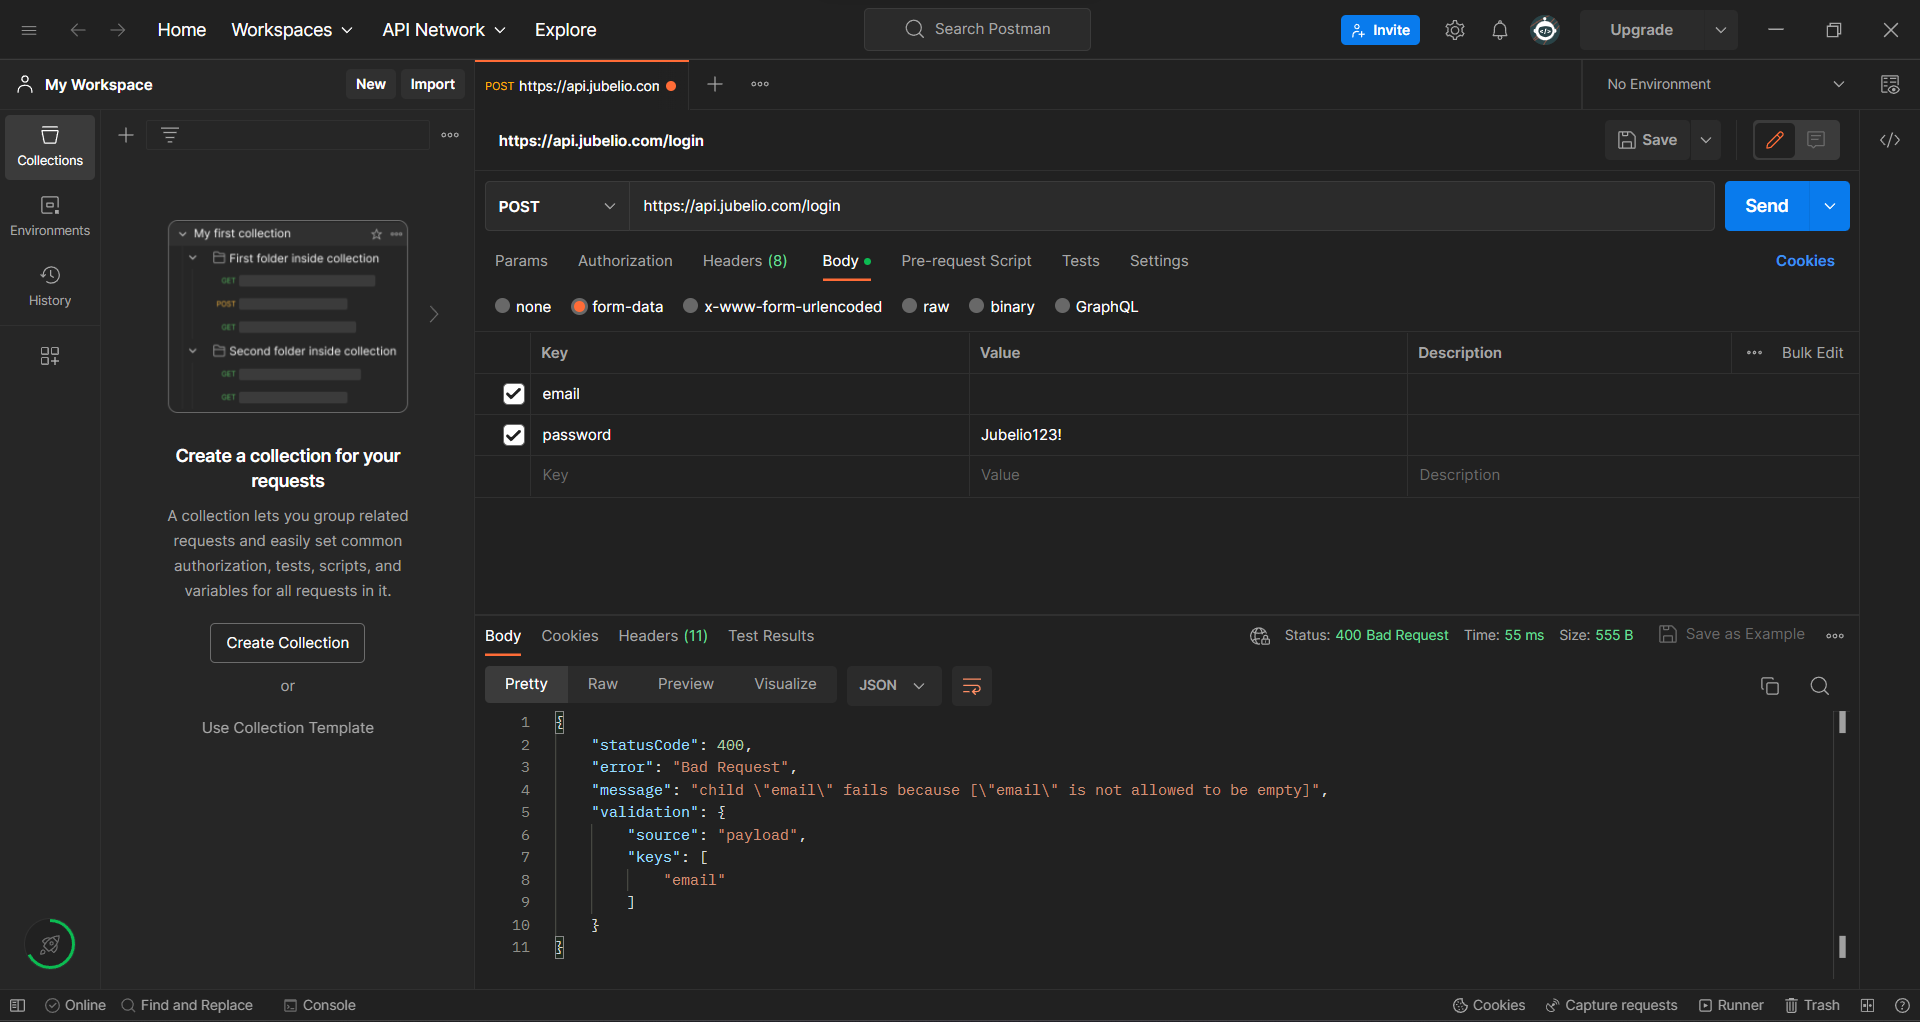 Home Workspaces API Network Explore Search Postman Invite Upgrade
My Workspace New Import POST https://api.jubelio.con No Environment
Collections
Environments
History
My first collection
First folder inside collection
GET
POST
GET
Second folder inside collection
GET
GET
Create a collection for your
requests
A collection lets you group related
requests and easily set common
authorization, tests, scripts, and
variables for all requests in it.
Create Collection
or
Use Collection Template
https://api.jubelio.com/login Save
POST https://api.jubelio.com/login Send
Params Authorization Headers (8) Body Pre-request Script Tests Settings Cookies
none form-data x-www-form-urlencoded raw binary GraphQL
Key Value Description Bulk Edit
email
password Jubelio123!
Key Value Description
Body Cookies Headers (11) Test Results Status: 400 Bad Request Time: 55 ms Size: 555 B Save as Example
Pretty Raw Preview Visualize JSON
1 {
2 "statusCode": 400,
3 "error": "Bad Request",
4 "message": "child \"email\" fails because [\"email\" is not allowed to be empty]",
5 "validation": {
6 "source": "payload",
7 "keys": [
8 "email"
9 ]
10 }
11 }
Online Find and Replace Console Cookies Capture requests Runner Trash